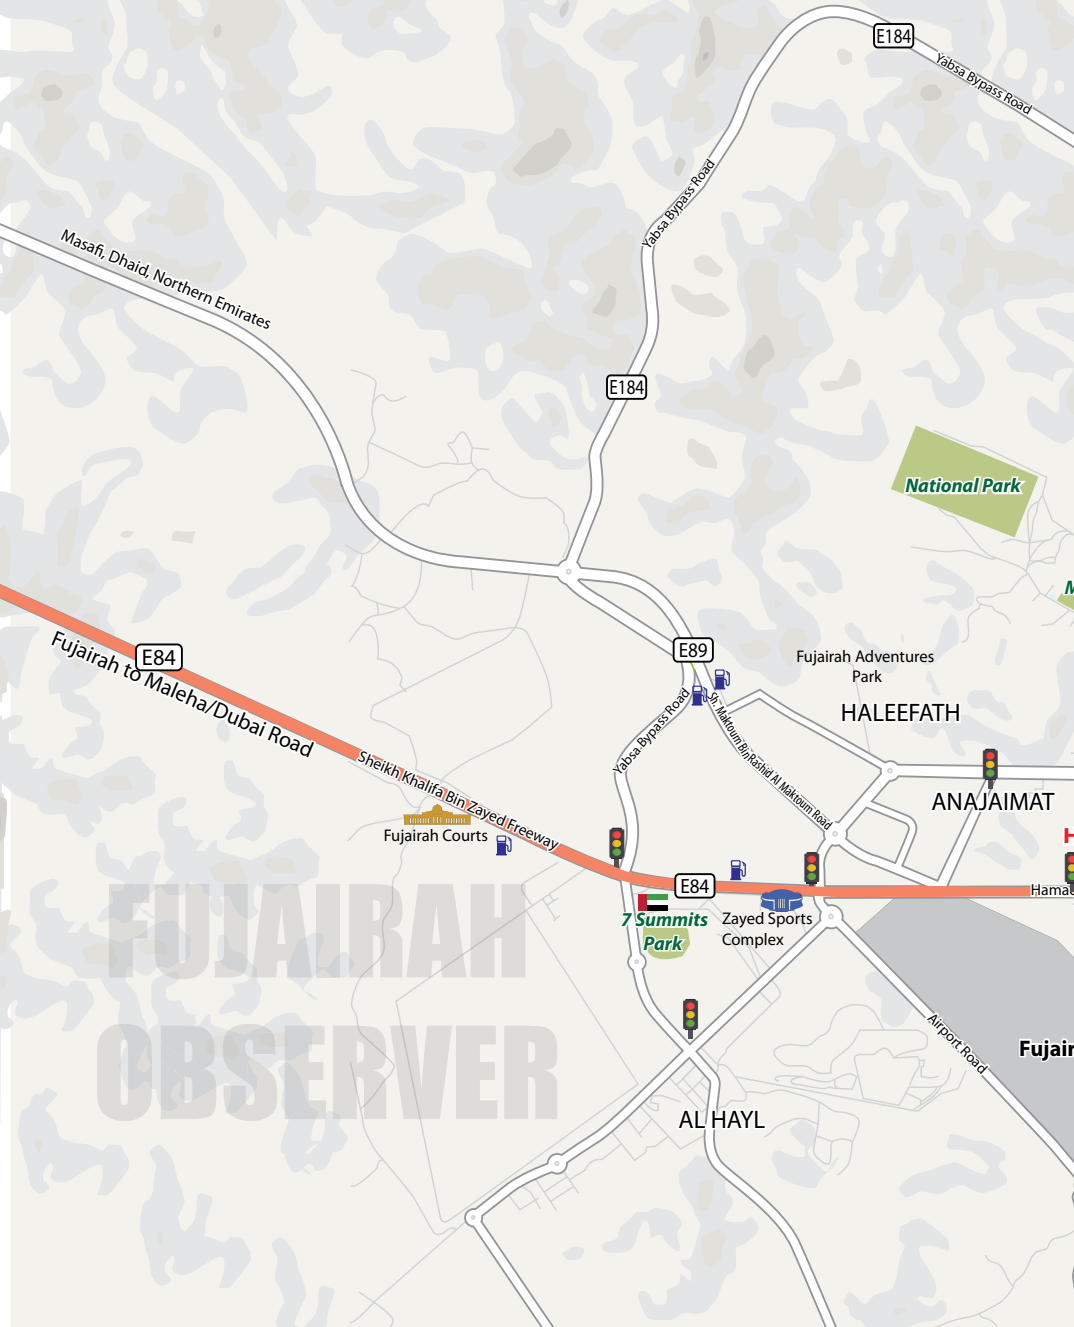 E184
Yabsa Bypass Road
Yabsa Bypass Road
Masafi, Dhaid, Northern Emirates
E184
National Park
M
E89
Fujairah Adventures
Park
E84
Fujairah to Maleha/Dubai Road
HALEEFATH
Yabsa Bypass Road
Sh. Maktoum Bin Rashid Al Maktoum Road
Sheikh Khalifa Bin Zayed Freeway
ANAJAIMAT
Fujairah Courts
H
E84
Hamad
7 Summits
Park
Zayed Sports
Complex
FUJAIRAH
OBSERVER
Airport Road
Fujair
AL HAYL